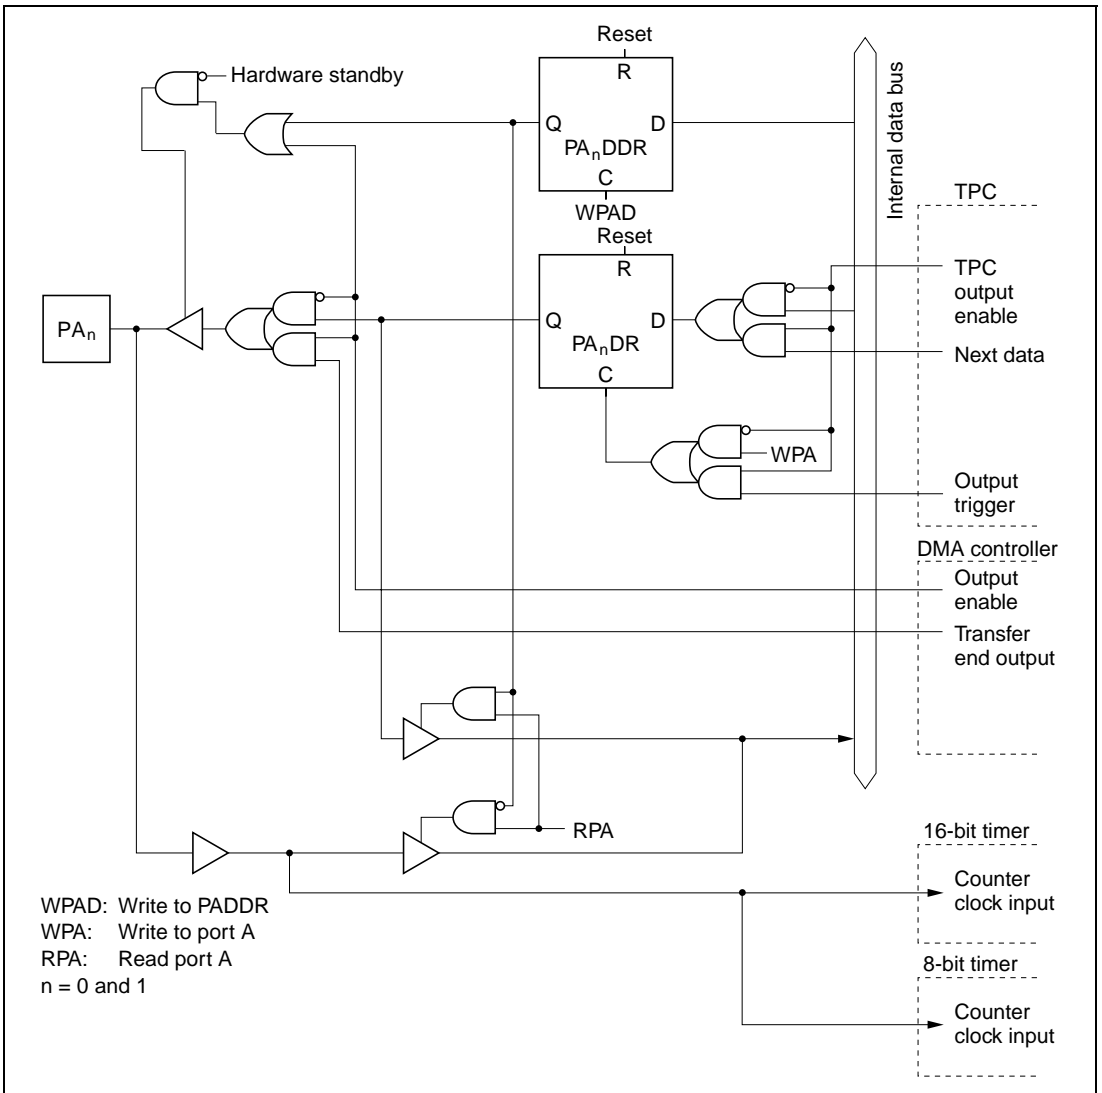 Reset
Hardware standby
R
Q
D
PAnDDR
C
WPAD
Internal data bus
TPC
Reset
R
Q
D
PAnDR
C
PAn
TPC
output
enable
Next data
WPA
Output
trigger
DMA controller
Output
enable
Transfer
end output
RPA
16-bit timer
Counter
clock input
8-bit timer
Counter
clock input
WPAD: Write to PADDR
WPA: Write to port A
RPA: Read port A
n = 0 and 1